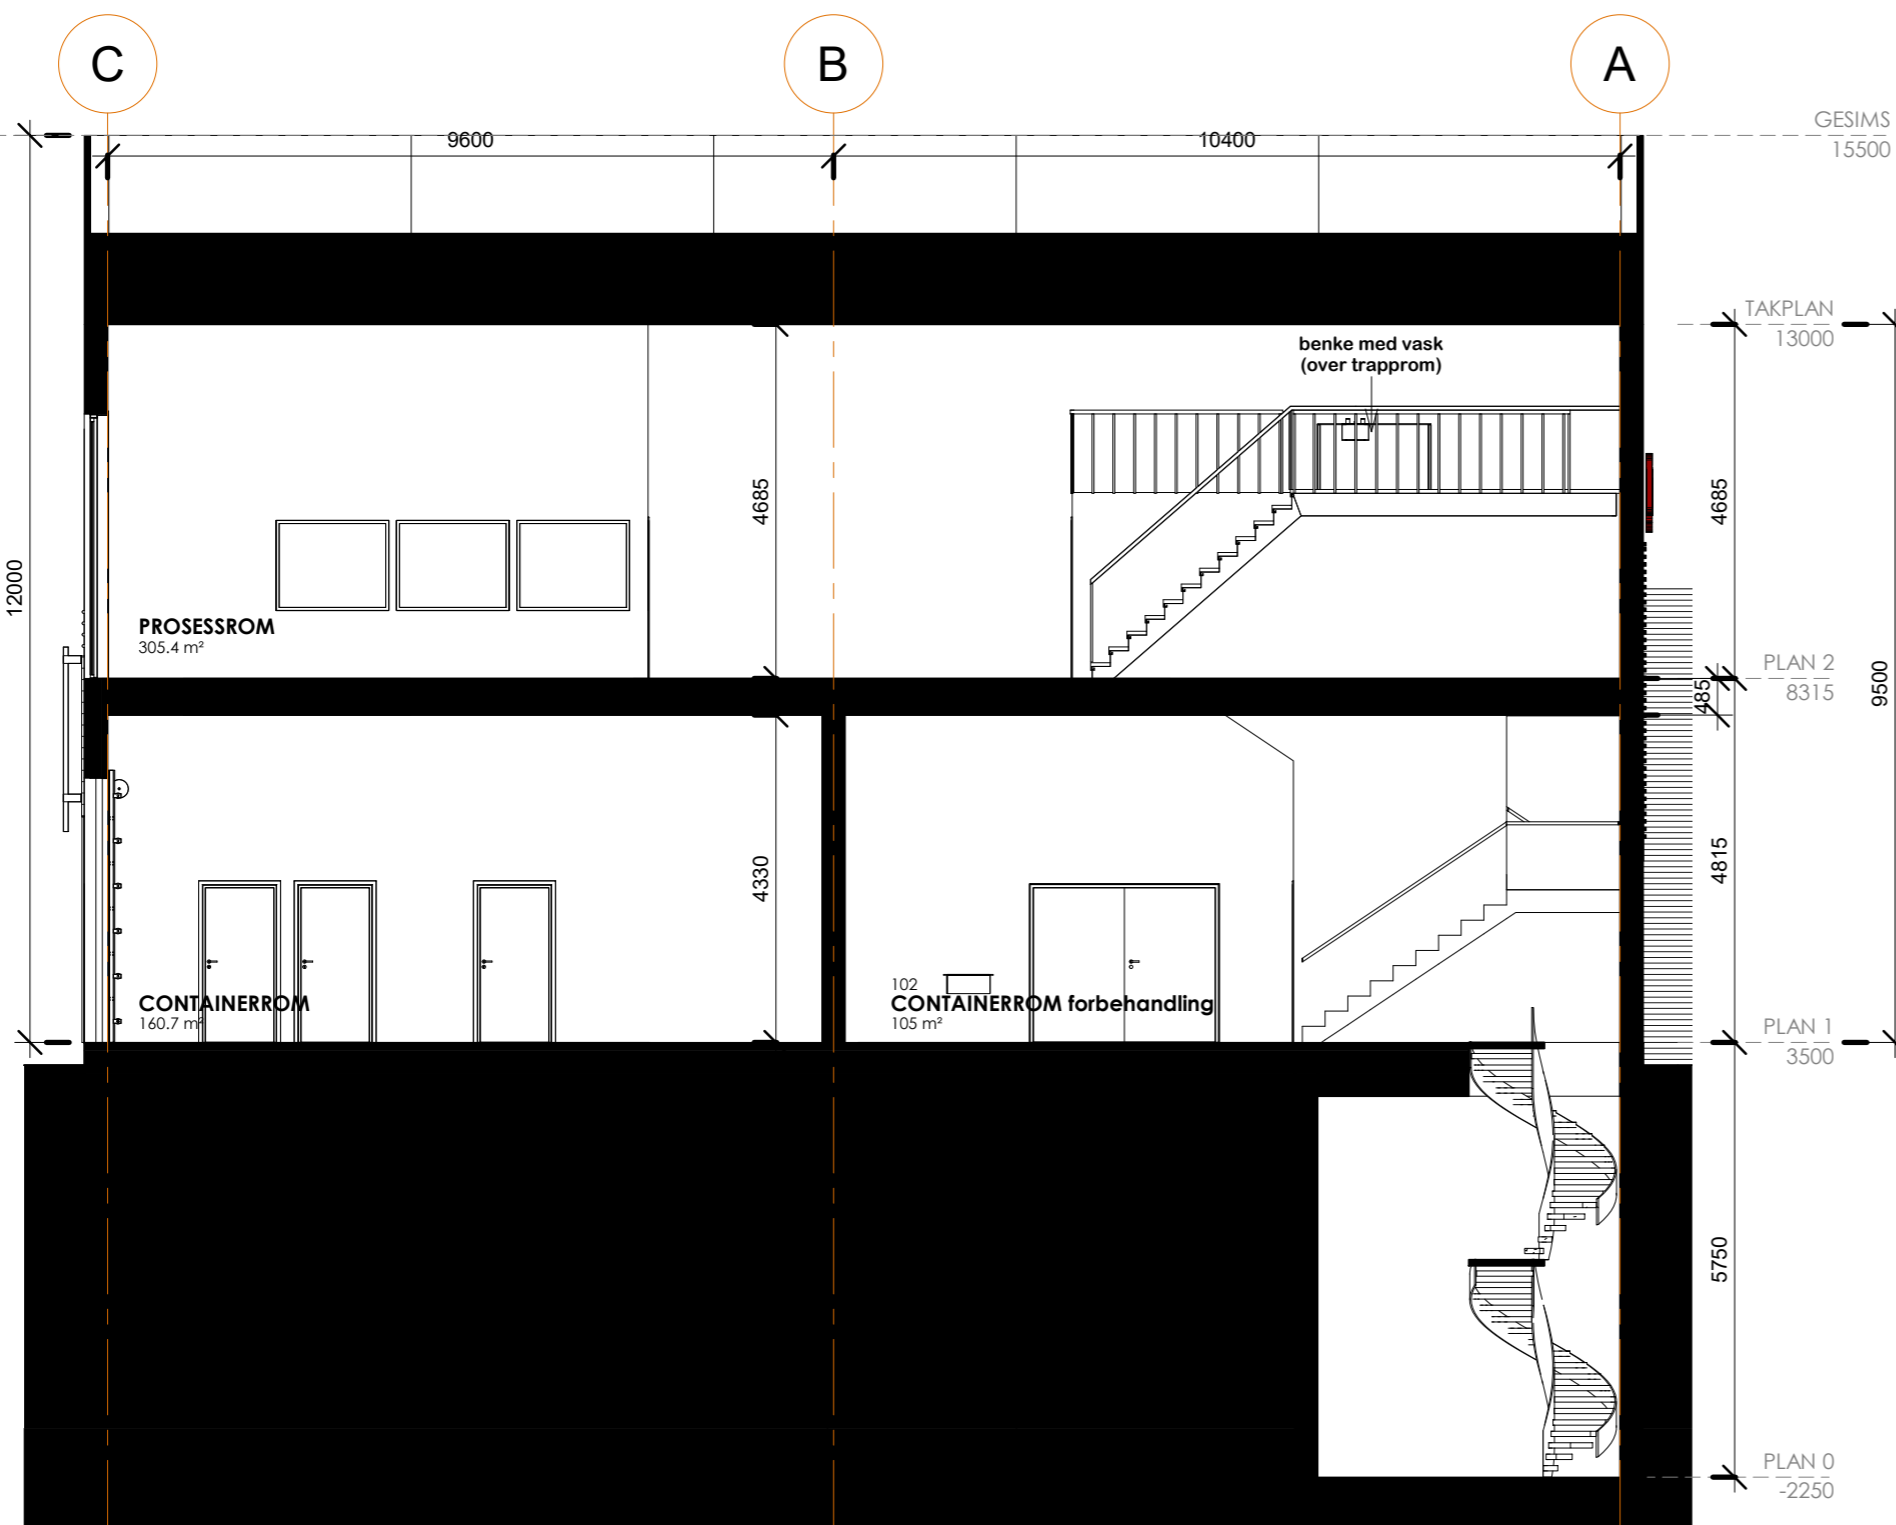 C
B
A
GESIMS
15500
9600
10400
TAKPLAN
13000
benke med vask
(over trapprom)
4685
4685
12000
PROSESSROM
305.4 m²
PLAN 2
8315
485
9500
4330
4815
102
CONTAINERROM
160.7 m²
CONTAINERROM forbehandling
105 m²
PLAN 1
3500
5750
PLAN 0
-2250